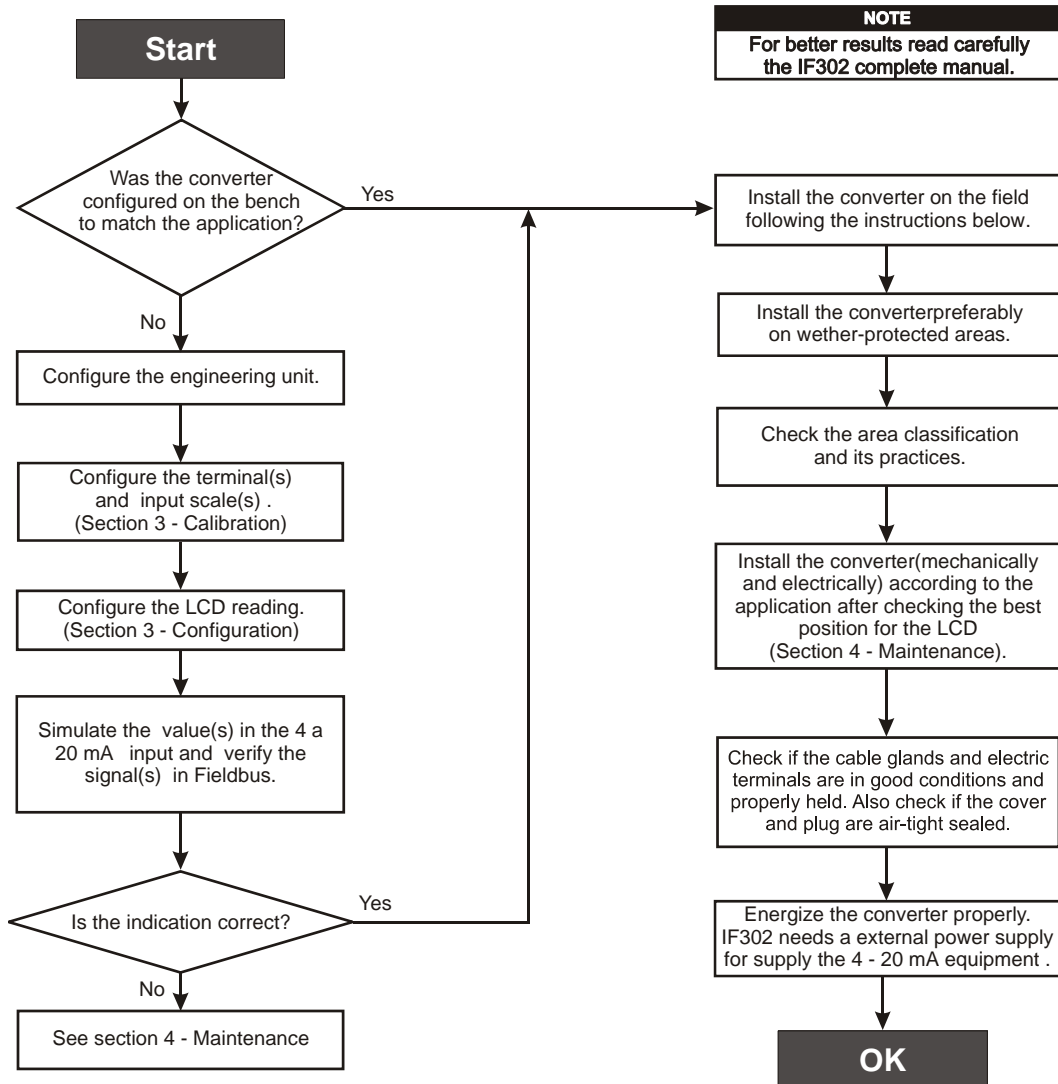 Start
Was the converter
configured on the bench
to match the application?
Yes
No
Configure the engineering unit.
Configure the terminal(s)
and input scale(s) .
(Section 3 - Calibration)
Configure the LCD reading.
(Section 3 - Configuration)
Simulate the value(s) in the 4 a
20 mA input and verify the
signal(s) in Fieldbus.
Is the indication correct?
Yes
No
See section 4 - Maintenance
NOTE
For better results read carefully
the IF302 complete manual.
Install the converter on the field
following the instructions below.
Install the converterpreferably
on wether-protected areas.
Check the area classification
and its practices.
Install the converter(mechanically
and electrically) according to the
application after checking the best
position for the LCD
(Section 4 - Maintenance).
Check if the cable glands and electric
terminals are in good conditions and
properly held. Also check if the cover
and plug are air-tight sealed.
Energize the converter properly.
IF302 needs a external power supply
for supply the 4 - 20 mA equipment .
OK